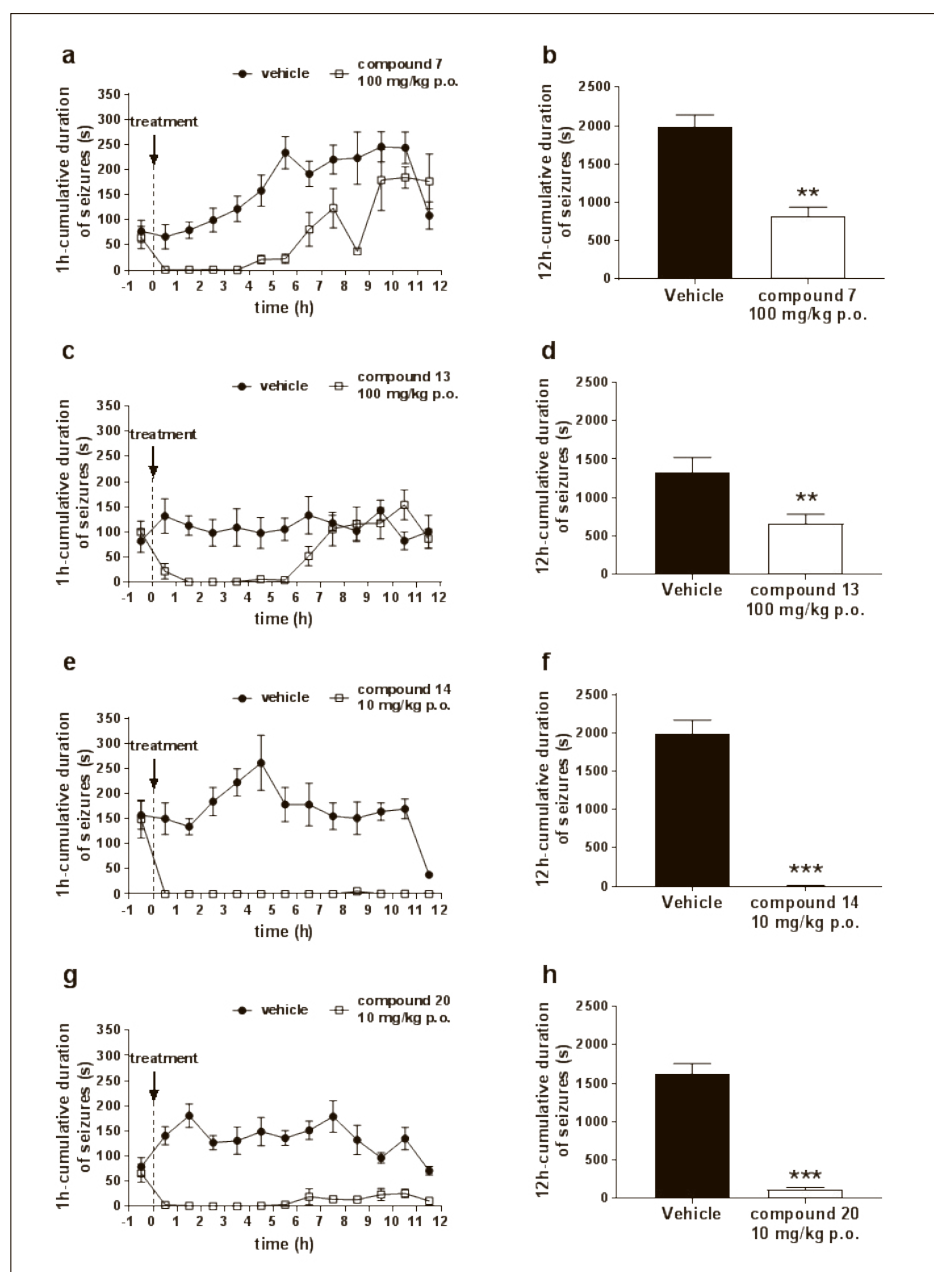 a
vehicle
compound 7
100 mg/kg p.o.
1h-cumulative duration
of seizures (s)
350
300
250
200
150
100
50
0
treatment
-1 0 1 2 3 4 5 6 7 8 9 10 11 12
time (h)
b
12h-cumulative duration
of seizures (s)
2500
2000
1500
1000
500
0
**
Vehicle
compound 7
100 mg/kg p.o.
c
vehicle
compound 13
100 mg/kg p.o.
1h-cumulative duration
of seizures (s)
350
300
250
200
150
100
50
0
treatment
-1 0 1 2 3 4 5 6 7 8 9 10 11 12
time (h)
d
12h-cumulative duration
of seizures (s)
2500
2000
1500
1000
500
0
**
Vehicle
compound 13
100 mg/kg p.o.
e
vehicle
compound 14
10 mg/kg p.o.
1h-cumulative duration
of seizures (s)
350
300
250
200
150
100
50
0
treatment
-1 0 1 2 3 4 5 6 7 8 9 10 11 12
time (h)
f
12h-cumulative duration
of seizures (s)
2500
2000
1500
1000
500
0
***
Vehicle
compound 14
10 mg/kg p.o.
g
vehicle
compound 20
10 mg/kg p.o.
1h-cumulative duration
of seizures (s)
350
300
250
200
150
100
50
0
treatment
-1 0 1 2 3 4 5 6 7 8 9 10 11 12
time (h)
h
12h-cumulative duration
of seizures (s)
2500
2000
1500
1000
500
0
***
Vehicle
compound 20
10 mg/kg p.o.